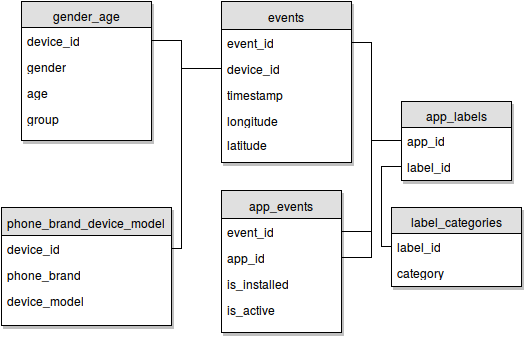 gender_age
device_id
gender
age
group
events
event_id
device_id
timestamp
longitude
latitude
app_labels
app_id
label_id
phone_brand_device_model
device_id
phone_brand
device_model
app_events
event_id
app_id
is_installed
is_active
label_categories
label_id
category